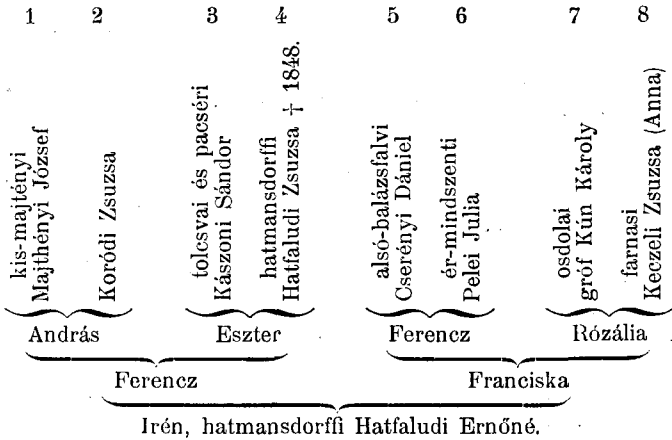 1 2 3 4 5 6 7 8
kis-majtényi
Majthényi József
Koródi Zsuzsa
tolcsvai és pacséri
Kászoni Sándor
hatmansdorffi
Hatfaludi Zsuzsa † 1848.
alsó-balázsfalvi
Cserényi Dániel
ér-mindszenti
Pelei Julia
osdolai
gróf Kún Károly
farnasi
Keczeli Zsuzsa (Anna)
András Eszter Ferencz Rózália
Ferencz Franciska
Irén, hatmansdorffi Hatfaludi Ernőné.